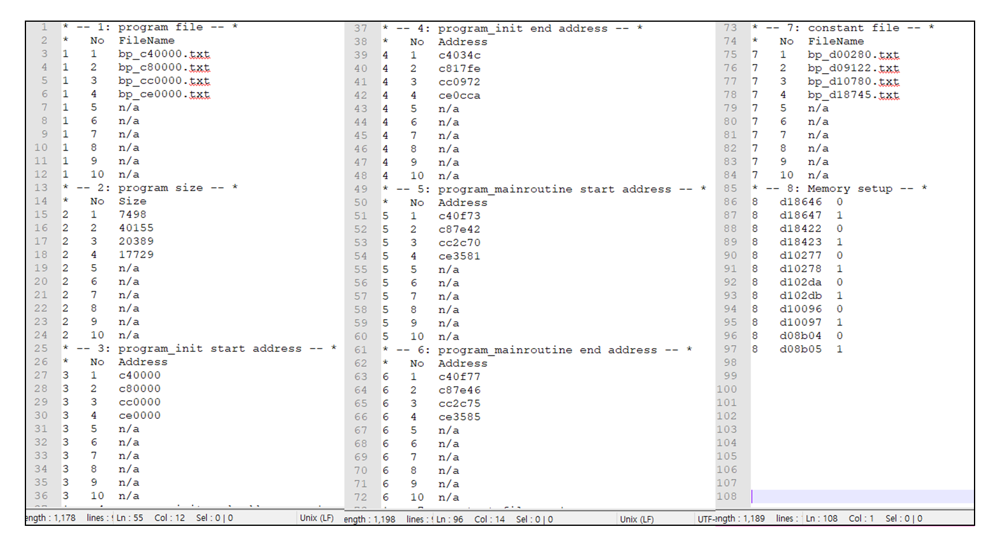 1 * -- 1: program file -- *
2 * No FileName
3 1 1 bp_c40000.txt
4 1 2 bp_c80000.txt
5 1 3 bp_cc0000.txt
6 1 4 bp_ce0000.txt
7 1 5 n/a
8 1 6 n/a
9 1 7 n/a
10 1 8 n/a
11 1 9 n/a
12 1 10 n/a
13 * -- 2: program size -- *
14 * No Size
15 2 1 7498
16 2 2 40155
17 2 3 20389
18 2 4 17729
19 2 5 n/a
20 2 6 n/a
21 2 7 n/a
22 2 8 n/a
23 2 9 n/a
24 2 10 n/a
25 * -- 3: program_init start address -- *
26 * No Address
27 3 1 c40000
28 3 2 c80000
29 3 3 cc0000
30 3 4 ce0000
31 3 5 n/a
32 3 6 n/a
33 3 7 n/a
34 3 8 n/a
35 3 9 n/a
36 3 10 n/a
ength : 1,178 lines : Ln : 55 Col : 12 Sel : 0 | 0 Unix (LF)
37 * -- 4: program_init end address -- *
38 * No Address
39 4 1 c4034c
40 4 2 c817fe
41 4 3 cc0972
42 4 4 ce0cca
43 4 5 n/a
44 4 6 n/a
45 4 7 n/a
46 4 8 n/a
47 4 9 n/a
48 4 10 n/a
49 * -- 5: program_mainroutine start address -- *
50 * No Address
51 5 1 c40f73
52 5 2 c87e42
53 5 3 cc2c70
54 5 4 ce3581
55 5 5 n/a
56 5 6 n/a
57 5 7 n/a
58 5 8 n/a
59 5 9 n/a
60 5 10 n/a
61 * -- 6: program_mainroutine end address -- *
62 * No Address
63 6 1 c40f77
64 6 2 c87e46
65 6 3 cc2c75
66 6 4 ce3585
67 6 5 n/a
68 6 6 n/a
69 6 7 n/a
70 6 8 n/a
71 6 9 n/a
72 6 10 n/a
ength : 1,198 lines : Ln : 96 Col : 14 Sel : 0 | 0 Unix (LF) UTF-
73 * -- 7: constant file -- *
74 * No FileName
75 7 1 bp_d00280.txt
76 7 2 bp_d09122.txt
77 7 3 bp_d10780.txt
78 7 4 bp_d18745.txt
79 7 5 n/a
80 7 6 n/a
81 7 7 n/a
82 7 8 n/a
83 7 9 n/a
84 7 10 n/a
85 * -- 8: Memory setup -- *
86 8 d18646 0
87 8 d18647 1
88 8 d18422 0
89 8 d18423 1
90 8 d10277 0
91 8 d10278 1
92 8 d102da 0
93 8 d102db 1
94 8 d10096 0
95 8 d10097 1
96 8 d08b04 0
97 8 d08b05 1
98
99
100
101
102
103
104
105
106
107
108
ength : 1,189 lines : Ln : 108 Col : 1 Sel : 0 | 0